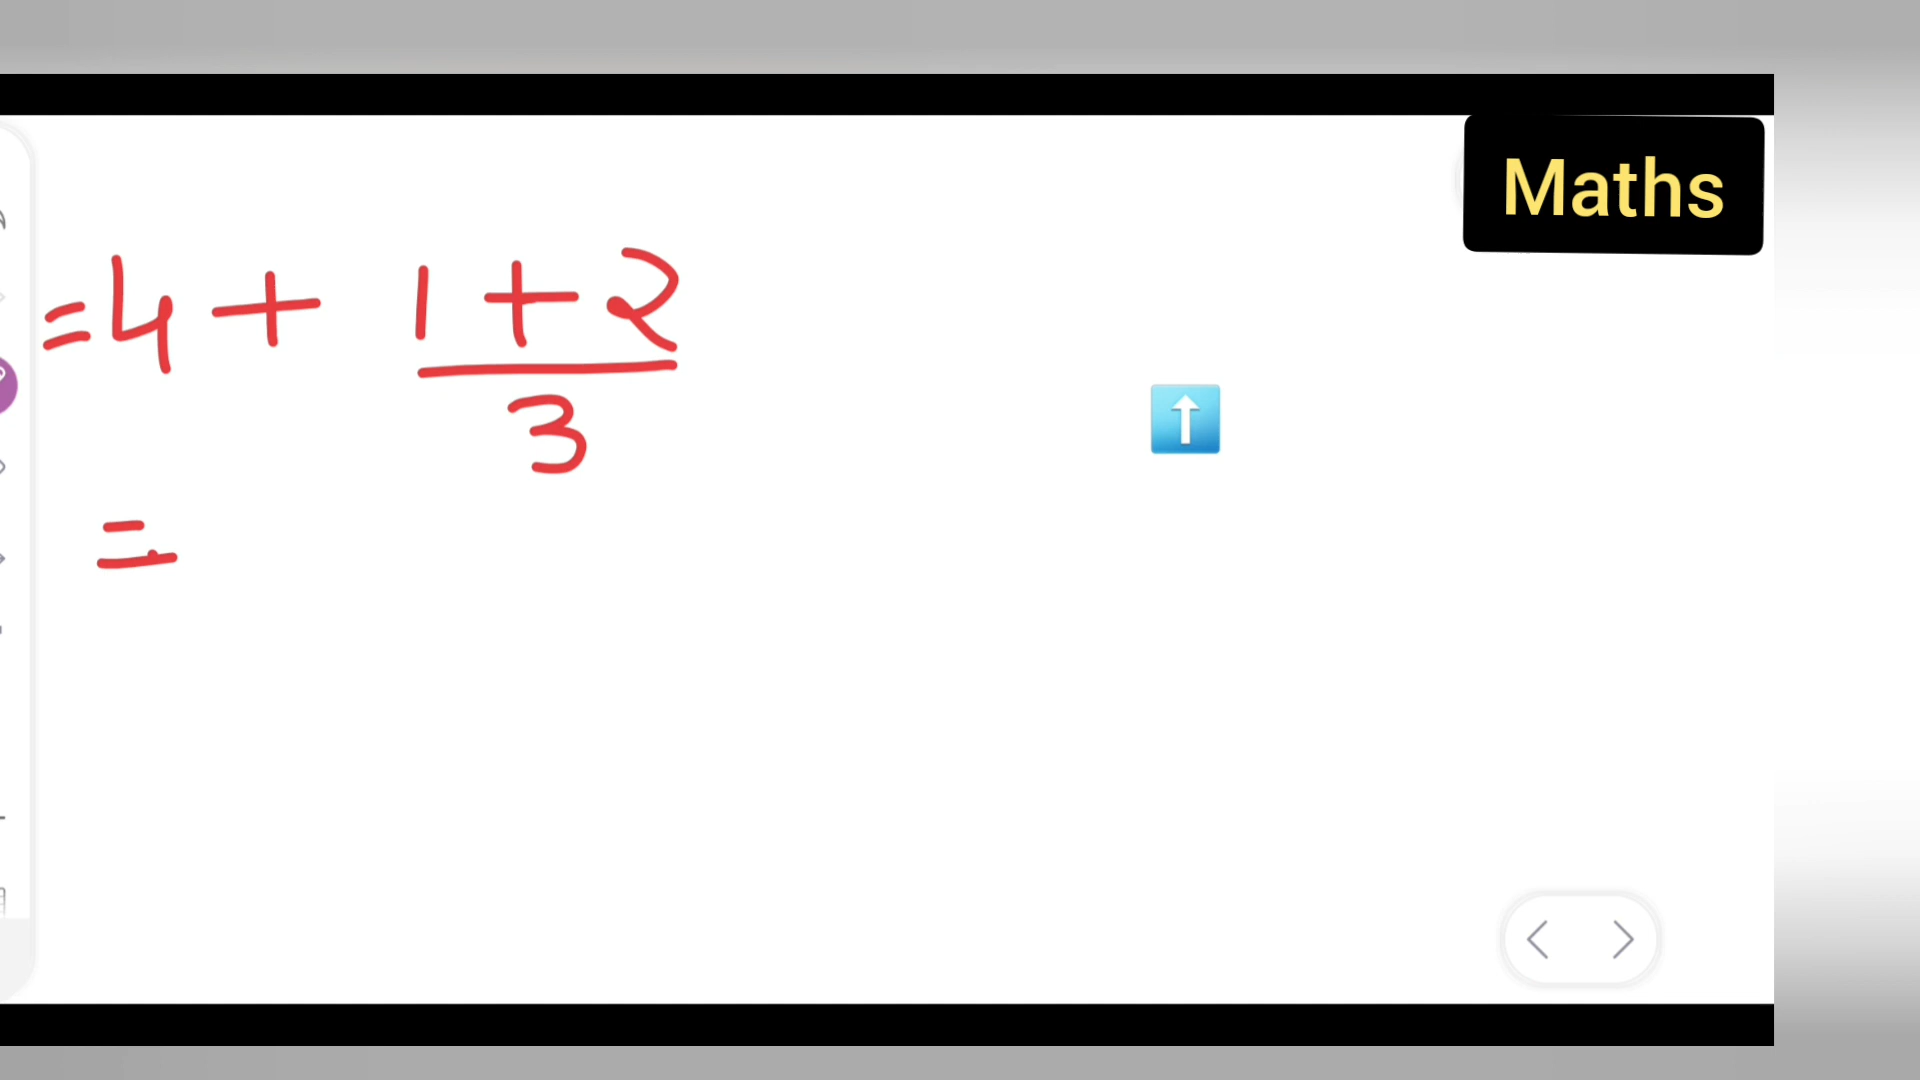 Maths
=4 + 1+2
3
=